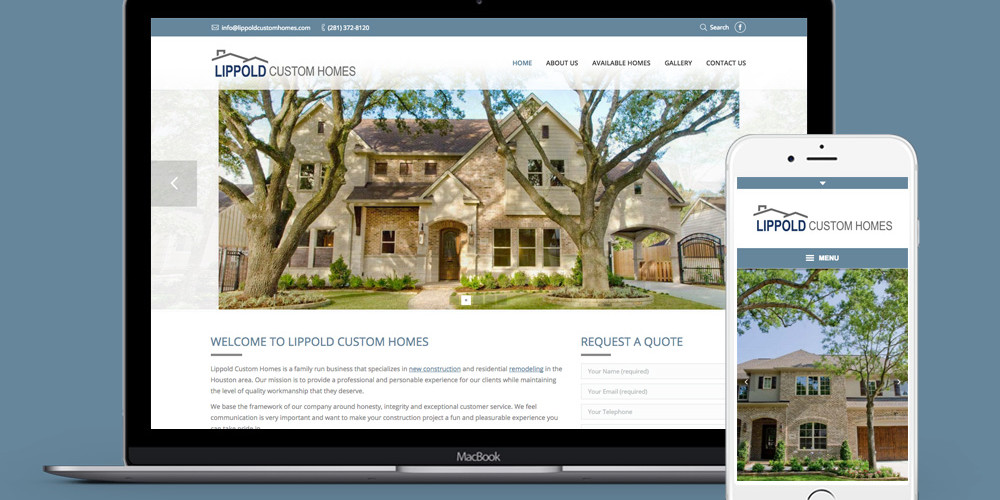 info@lippoldcustomhomes.com (281) 372-8120 Search f
LIPPOLD CUSTOM HOMES
HOME ABOUT US AVAILABLE HOMES GALLERY CONTACT US
WELCOME TO LIPPOLD CUSTOM HOMES
Lippold Custom Homes is a family run business that specializes in new construction and residential remodeling in the
Houston area. Our mission is to provide a professional and personable experience for our clients while maintaining
the level of quality workmanship that they deserve.
We base the framework of our company around honesty, integrity and exceptional customer service. We feel
communication is very important and want to make your construction project a fun and pleasurable experience you
can take pride in.
REQUEST A QUOTE
Your Name (required)
Your Email (required)
Your Telephone
MacBook
LIPPOLD CUSTOM HOMES
MENU